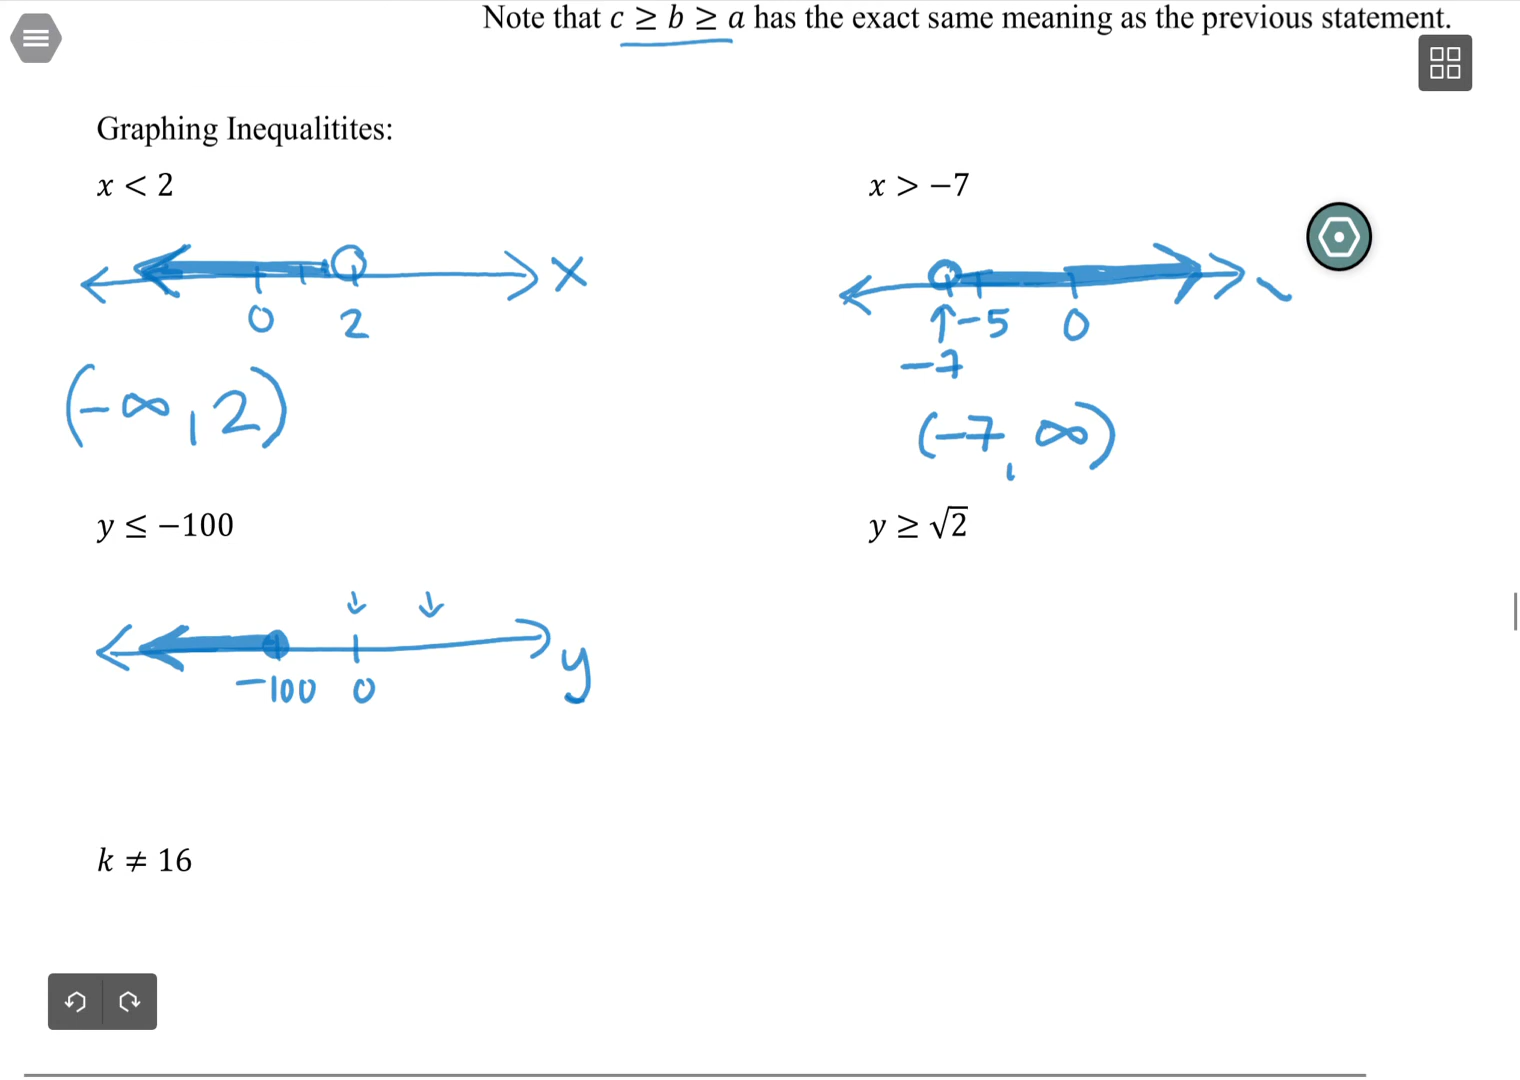 Note that c ≥ b ≥ a has the exact same meaning as the previous statement.
Graphing Inequalitites:
x < 2
x > −7
0 2 x
-5 0
-7
(-∞, 2)
(-7, ∞)
y ≤ −100
y ≥ √2
-100 0 y
k ≠ 16